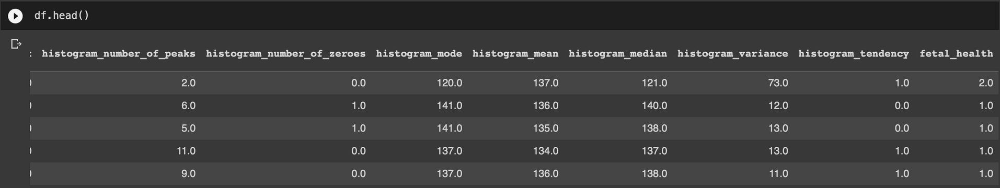 df.head()
histogram_number_of_peaks histogram_number_of_zeroes histogram_mode histogram_mean histogram_median histogram_variance histogram_tendency fetal_health
2.0 0.0 120.0 137.0 121.0 73.0 1.0 2.0
6.0 1.0 141.0 136.0 140.0 12.0 0.0 1.0
5.0 1.0 141.0 135.0 138.0 13.0 0.0 1.0
11.0 0.0 137.0 134.0 137.0 13.0 1.0 1.0
9.0 0.0 137.0 136.0 138.0 11.0 1.0 1.0